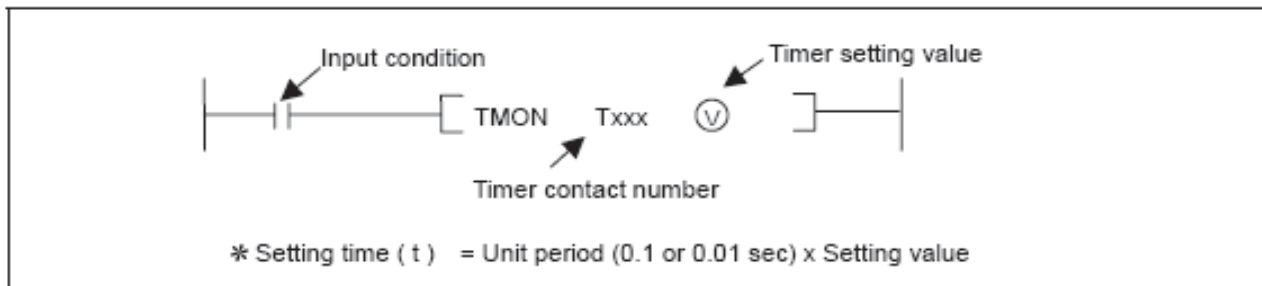 Input condition
Timer setting value
TMON Txxx V
Timer contact number
* Setting time ( t ) = Unit period (0.1 or 0.01 sec) x Setting value